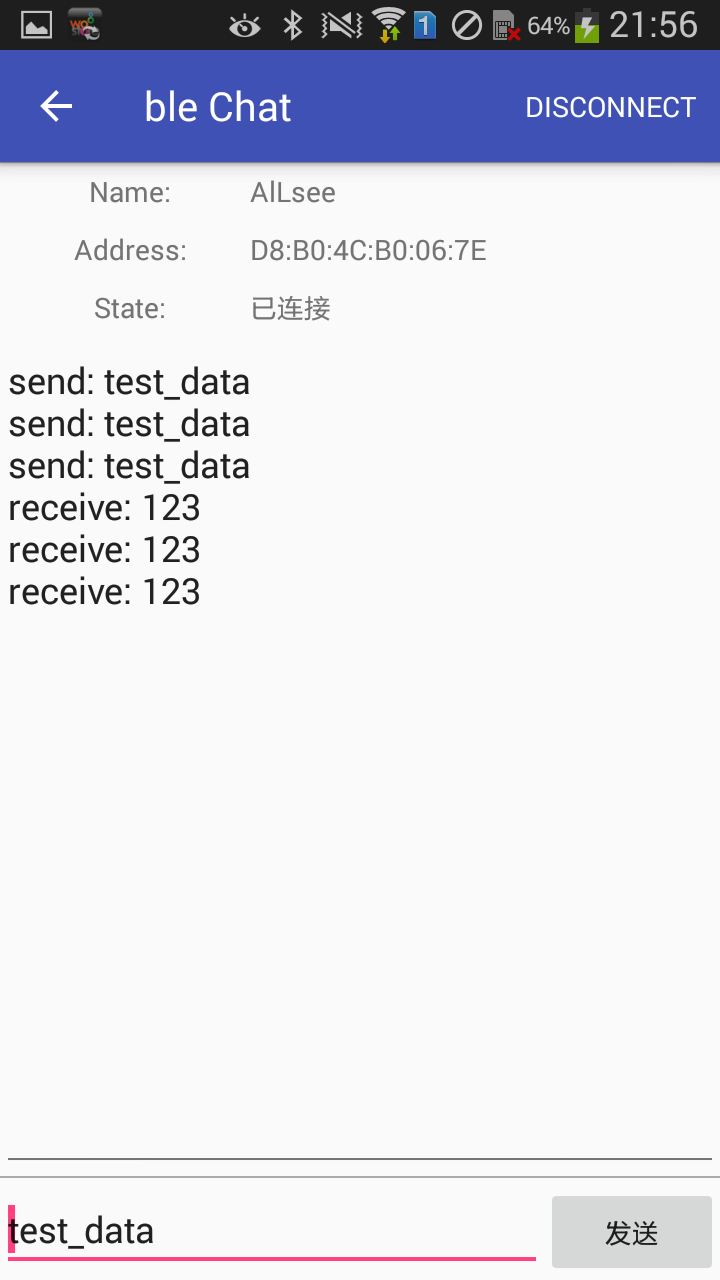 1 64% 21:56
ble Chat DISCONNECT
Name: AlLsee
Address: D8:B0:4C:B0:06:7E
State: 已连接
send: test_data
send: test_data
send: test_data
receive: 123
receive: 123
receive: 123
test_data 发送